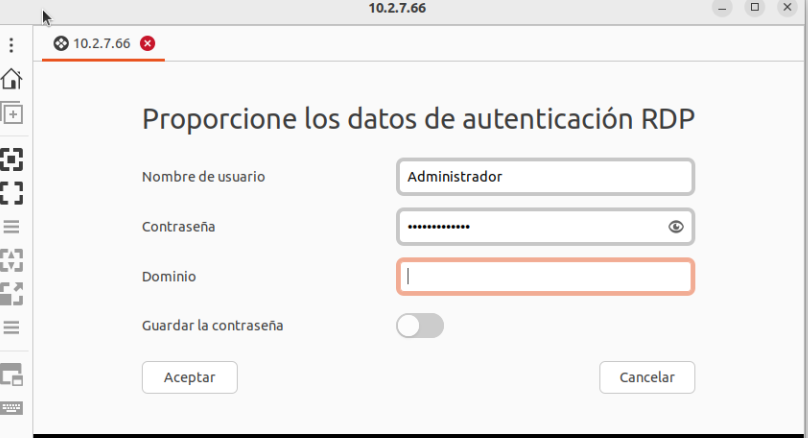 10.2.7.66
10.2.7.66
Proporcione los datos de autenticación RDP
Nombre de usuario
Administrador
Contraseña
•••••••••••••
Dominio
Guardar la contraseña
Aceptar
Cancelar